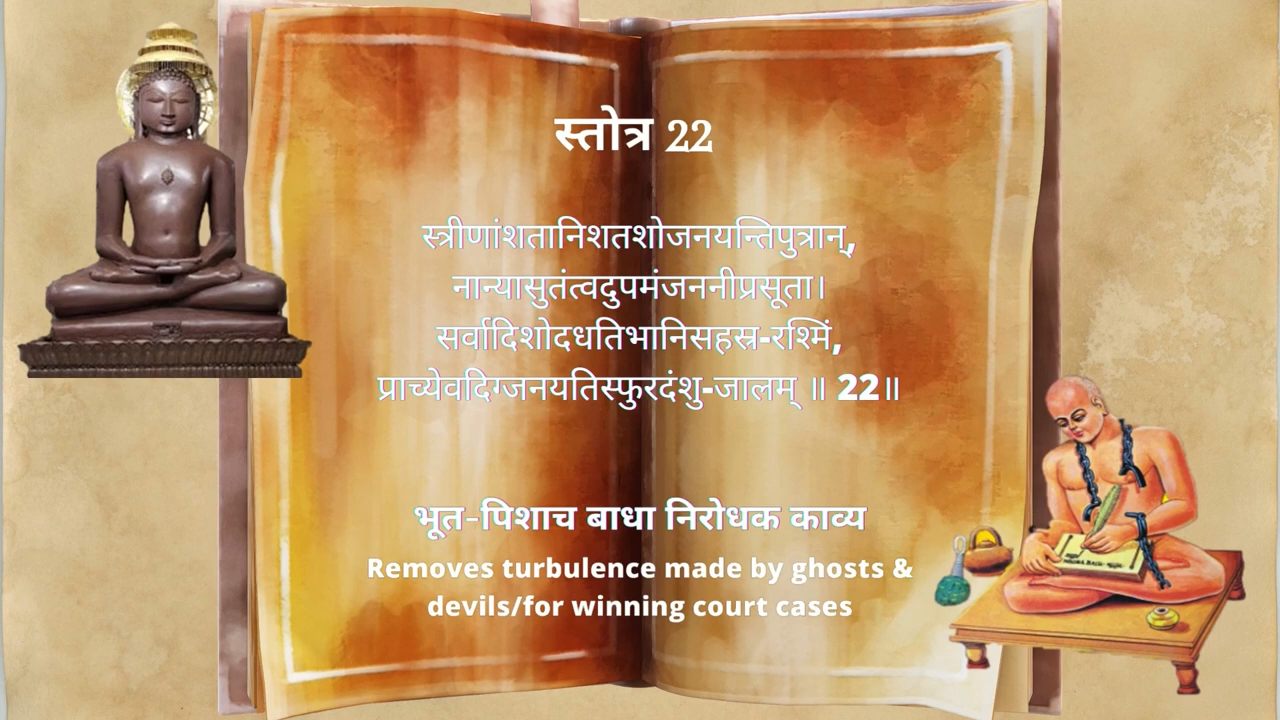 स्तोत्र 22
स्त्रीणांशतानिशतशोजनयन्तिपुत्रान्,
नान्यासुतंत्वदुपमंजननीप्रसूता।
सर्वादिशोदधतिभानिसहस्र-रश्मिं,
प्राच्येवदिग्जनयतिस्फुरदंशु-जालम् ॥ 22॥
भूत-पिशाच बाधा निरोधक काव्य
Removes turbulence made by ghosts &
devils/for winning court cases